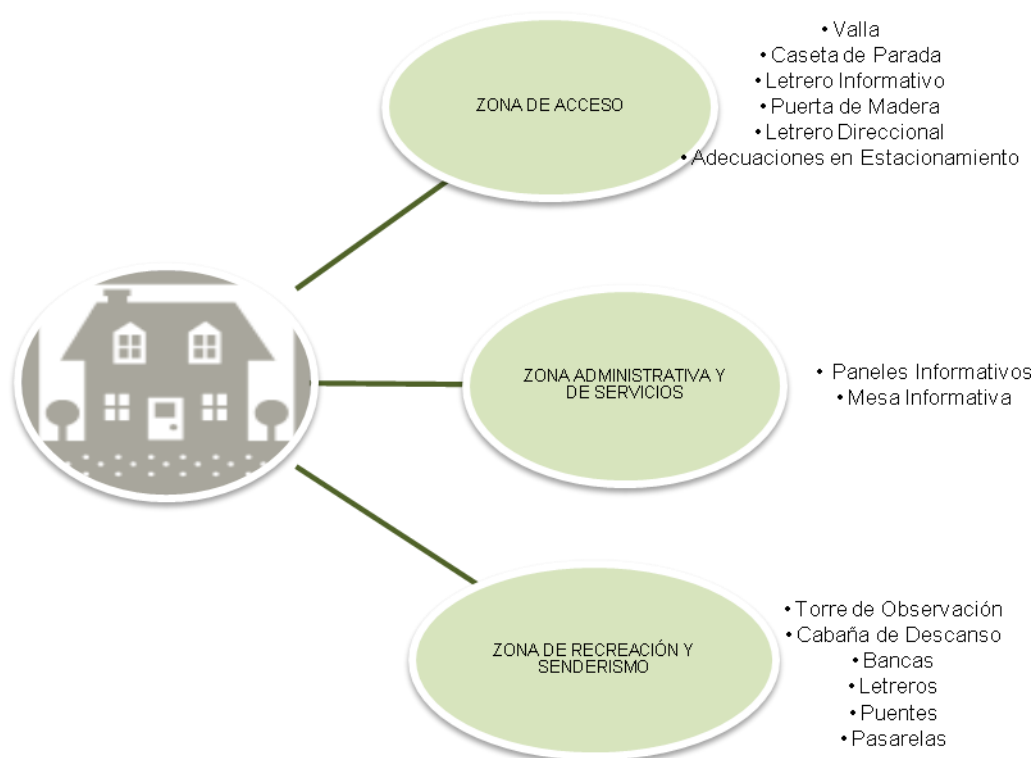 ZONA DE ACCESO
• Valla
• Caseta de Parada
• Letrero Informativo
• Puerta de Madera
• Letrero Direccional
• Adecuaciones en Estacionamiento
ZONA ADMINISTRATIVA Y
DE SERVICIOS
• Paneles Informativos
• Mesa Informativa
ZONA DE RECREACIÓN Y
SENDERISMO
• Torre de Observación
• Cabaña de Descanso
• Bancas
• Letreros
• Puentes
• Pasarelas